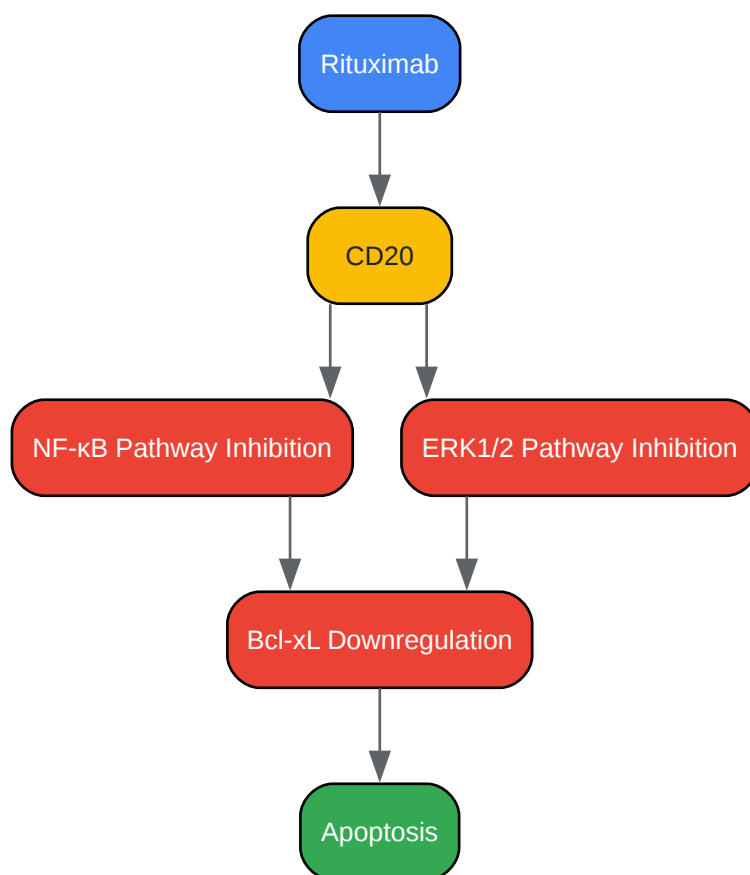 Rituximab
CD20
NF-κB Pathway Inhibition
ERK1/2 Pathway Inhibition
Bcl-xL Downregulation
Apoptosis